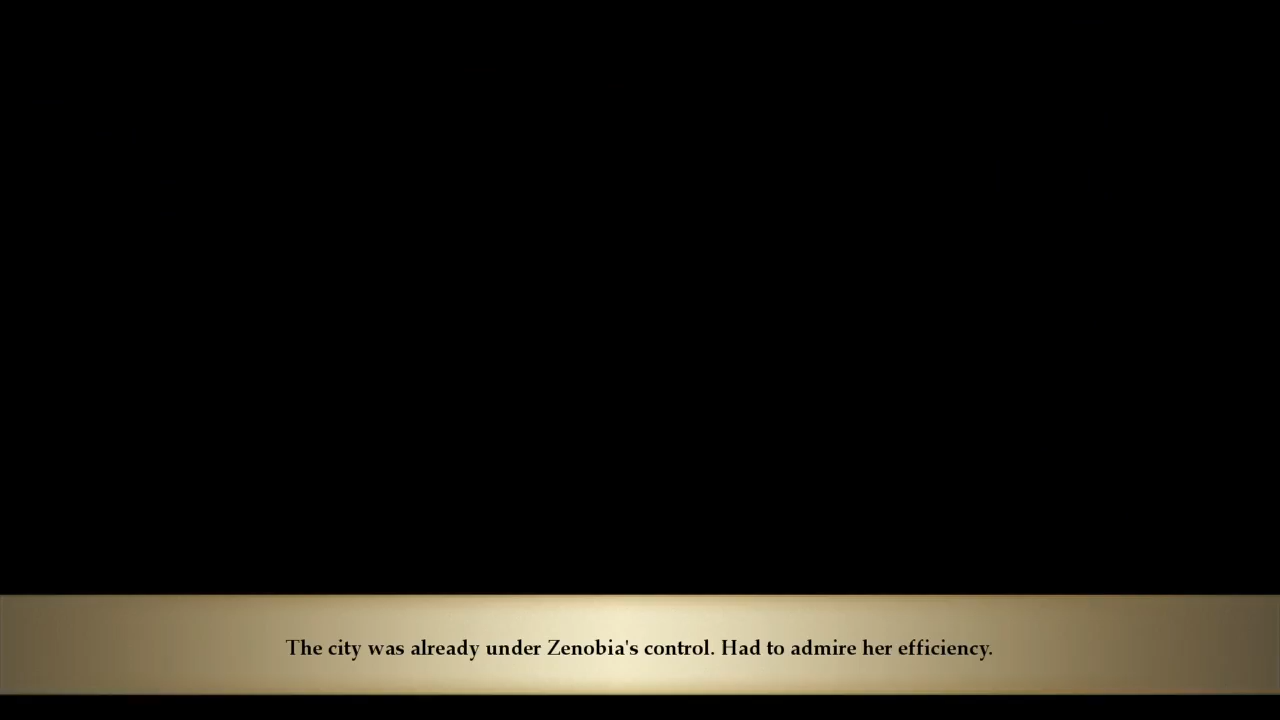 The city was already under Zenobia's control. Had to admire her efficiency.